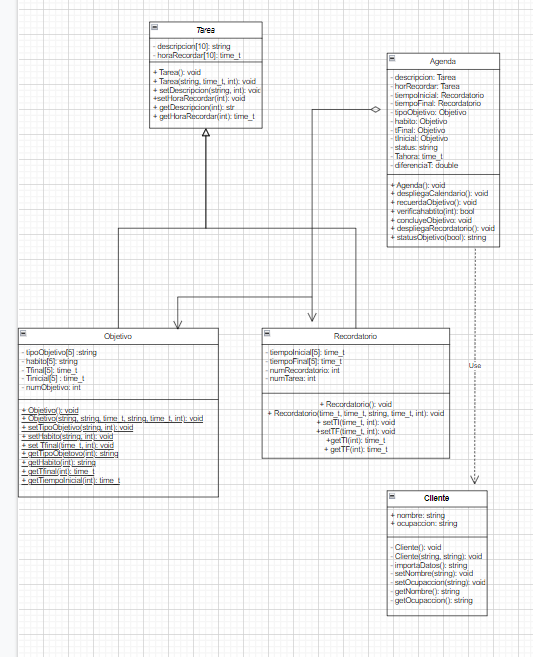 Tarea
- descripcion[10]: string
- horaRecordar[10]: time_t
+ Tarea(): void
+ Tarea(string, time_t, int): void
+ setDescripcion(string, int): void
+setHoraRecordar(int): void
+ getDescripcion(int): str
+ getHoraRecordar(int): time_t
Agenda
- descripcion: Tarea
- horRecordar: Tarea
- tiempoInicial: Recordatorio
- tiempoFinal: Recordatorio
- tipoObjetivo: Objetivo
- habito: Objetivo
- tFinal: Objetivo
- tInicial: Objetivo
- status: string
- Tahora: time_t
- diferenciaT: double
+ Agenda(): void
+ despliegaCalendario(): void
+ recuerdaObjetivo(): void
+ verificahabtito(int): bool
+ concluyeObjetivo: void
+ despliegaRecordatorio(): void
+ statusObjetivo(bool): string
Objetivo
- tipoObjetivo[5] :string
- habito[5]: string
- Tfinal[5]: time_t
- Tinicial[5] : time_t
- numObjetivo: int
+ Objetivo(): void
+ Objetivo(string, string, time_t, string, time_t, int): void
+ setTipoObjetivo(string, int): void
+ setHabito(string, int): void
+ set Tfinal(time_t, int): void
+ getTipoObjetovo(int): string
+ getHabito(int): string
+ getTfinal(int): time_t
+ getTiempoInicial(int): time_t
Recordatorio
- tiempoInicial[5]: time_t
- tiempoFinal[5]: time_t
- numRecordatorio: int
- numTarea: int
+ Recordatorio(): void
+ Recordatorio(time_t, time_t, string, time_t, int): void
+ setTI(time_t, int): void
+setTF(time_t, int): void
+getTI(int): time_t
+ getTF(int): time_t
Use
Cliente
+ nombre: string
+ ocupaccion: string
- Cliente(): void
- Cliente(string, string): void
- importaDatos(): string
- setNombre(string): void
- setOcupaccion(string): void
- getNombre(): string
- getOcupaccion(): string